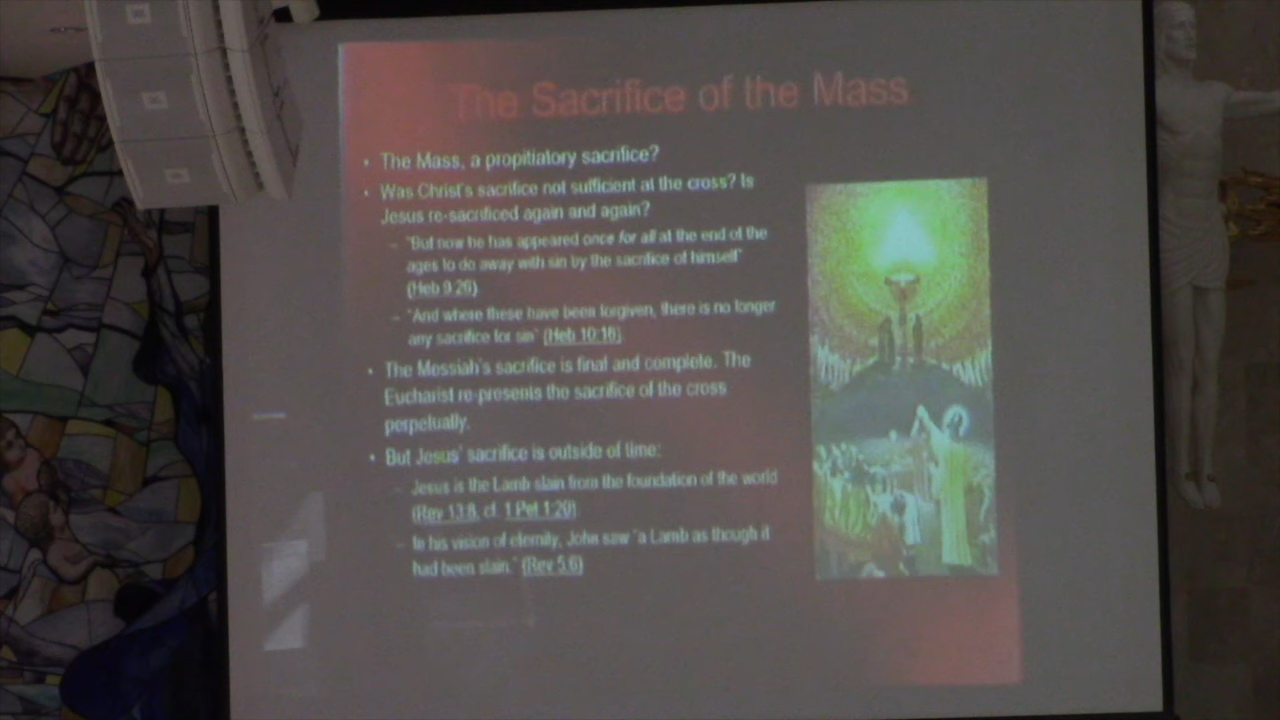 The Sacrifice of the Mass
• The Mass, a propitiatory sacrifice?
• Was Christ's sacrifice not sufficient at the cross? Is
Jesus re-sacrificed again and again?
– "But now he has appeared once for all at the end of the
ages to do away with sin by the sacrifice of himself"
(Heb 9:26)
– "And where these have been forgiven, there is no longer
any sacrifice for sin" (Heb 10:18)
• The Messiah's sacrifice is final and complete. The
Eucharist re-presents the sacrifice of the cross
perpetually.
• But Jesus' sacrifice is outside of time:
– Jesus is the Lamb slain from the foundation of the world
(Rev 13:8, cf. 1 Pet 1:20)
– In his vision of eternity, John saw "a Lamb as though it
had been slain." (Rev 5:6)